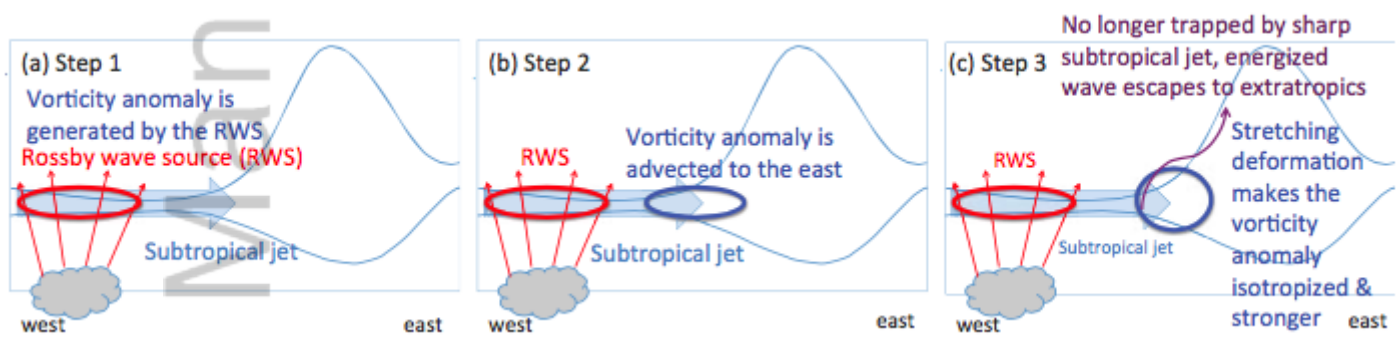 (a) Step 1
Vorticity anomaly is
generated by the RWS
Rossby wave source (RWS)
Subtropical jet
west
east
Man
(b) Step 2
RWS
Vorticity anomaly is
advected to the east
Subtropical jet
west
east
(c) Step 3
No longer trapped by sharp
subtropical jet, energized
wave escapes to extratropics
RWS
Stretching
deformation
makes the
vorticity
anomaly
isotropized &
stronger
Subtropical jet
west
east